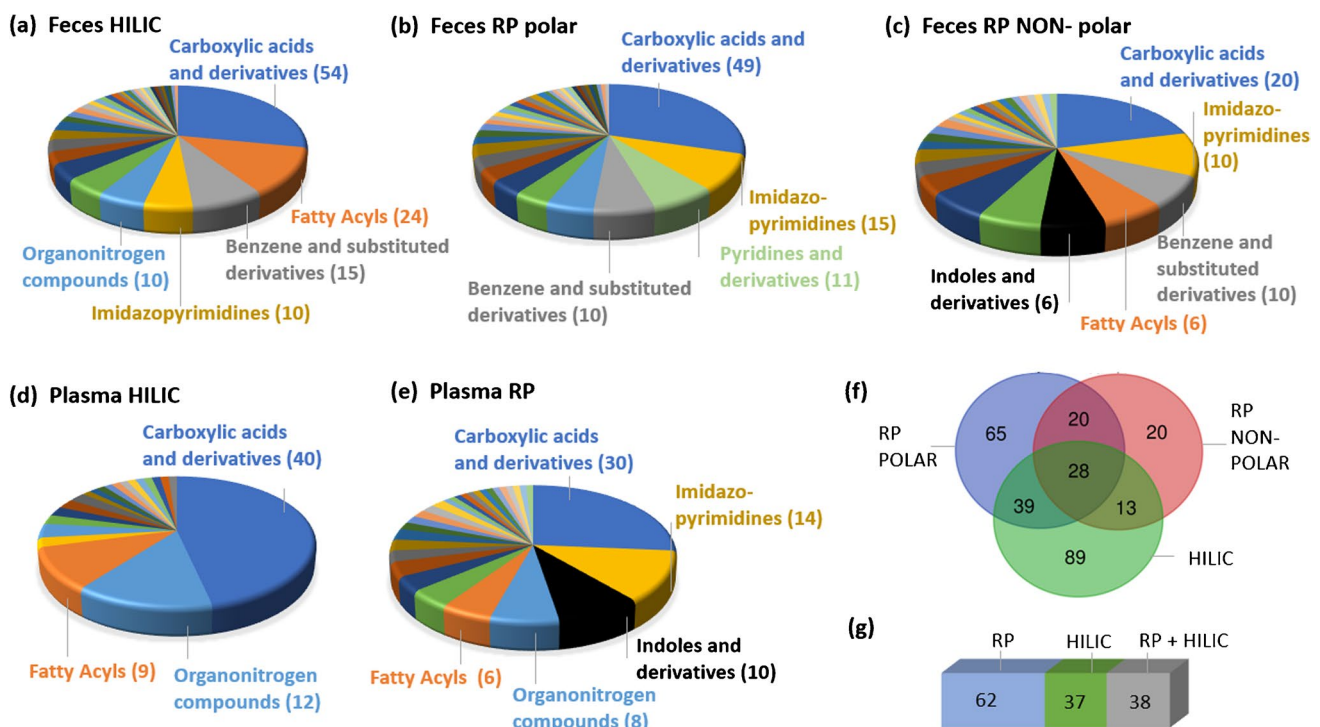 (a) Feces HILIC
Carboxylic acids
and derivatives (54)
Fatty Acyls (24)
Benzene and substituted
derivatives (15)
Organonitrogen
compounds (10)
Imidazopyrimidines (10)
(b) Feces RP polar
Carboxylic acids and
derivatives (49)
Imidazo-
pyrimidines (15)
Pyridines and
derivatives (11)
Benzene and substituted
derivatives (10)
(c) Feces RP NON- polar
Carboxylic acids
and derivatives (20)
Imidazo-
pyrimidines
(10)
Benzene and
substituted
derivatives (10)
Indoles and
derivatives (6)
Fatty Acyls (6)
(d) Plasma HILIC
Carboxylic acids
and derivatives (40)
Fatty Acyls (9)
Organonitrogen
compounds (12)
(e) Plasma RP
Carboxylic acids
and derivatives (30)
Imidazo-
pyrimidines (14)
Indoles and
derivatives (10)
Fatty Acyls (6)
Organonitrogen
compounds (8)
(f)
RP
POLAR
65
20
20
RP
NON-
POLAR
28
39
13
89
HILIC
(g)
RP
HILIC
RP + HILIC
62
37
38